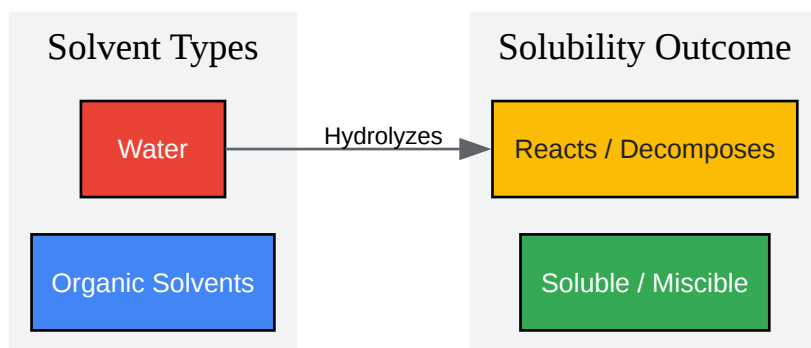 Solvent Types
Solubility Outcome
Water
Hydrolyzes
Reacts / Decomposes
Organic Solvents
Soluble / Miscible